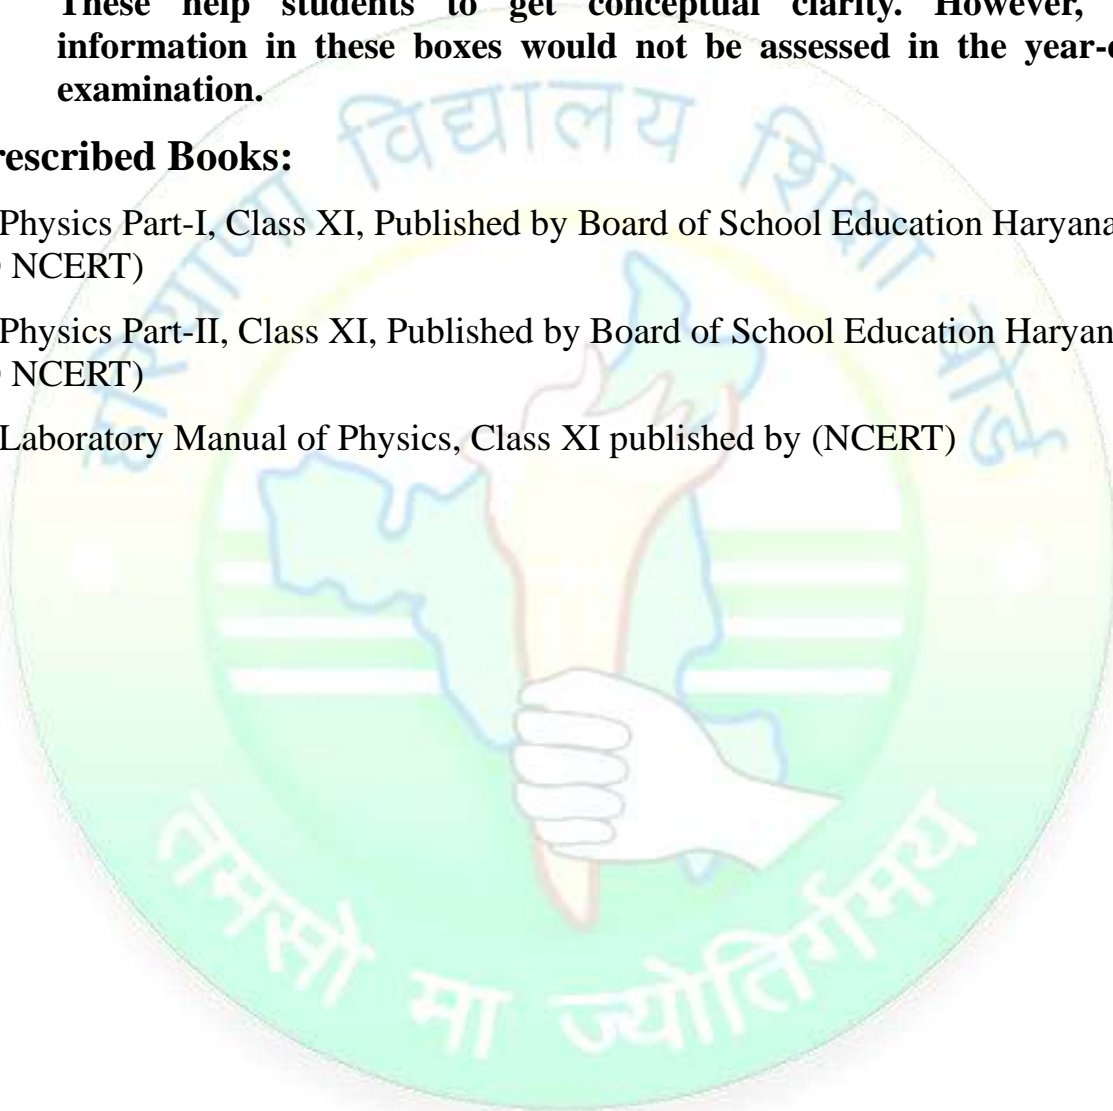 These help students to get conceptual clarity. However,
information in these boxes would not be assessed in the year-
examination.
rescribed Books:
Physics Part-I, Class XI, Published by Board of School Education Haryana
NCERT)
Physics Part-II, Class XI, Published by Board of School Education Haryan
NCERT)
Laboratory Manual of Physics, Class XI published by (NCERT)
हरियाणा विद्यालय शिक्षा बोर्ड
तमसो मा ज्योतिर्गमय